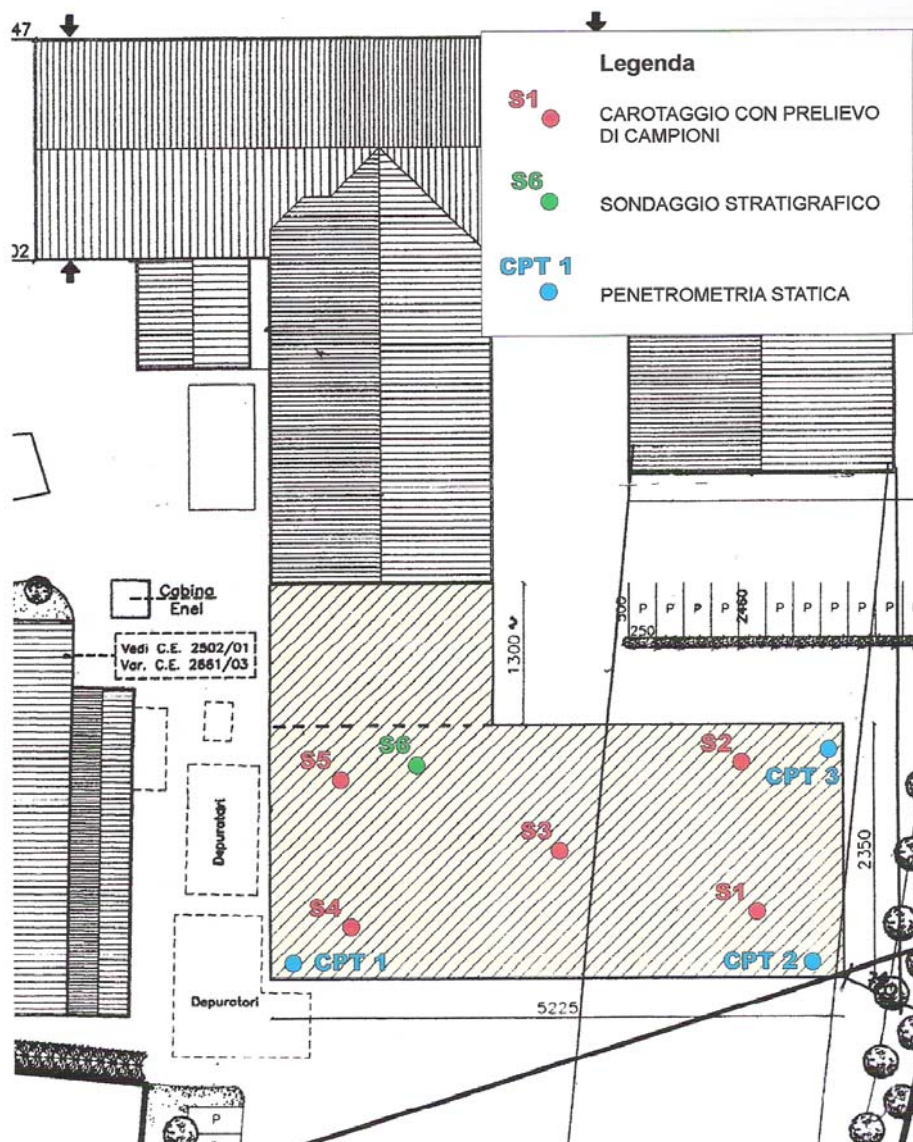 47
Legenda
S1
CAROTAGGIO CON PRELIEVO
DI CAMPIONI
S6
SONDAGGIO STRATIGRAFICO
CPT 1
PENETROMETRIA STATICA
02
Cabina
Enel
Vedi C.E. 2502/01
Var. C.E. 2661/03
1300
500
250
P P P P 2460 P P P P P
S6
S5
S2
CPT 3
S3
2350
S1
S4
CPT 1
CPT 2
Depuratori
Depuratori
5225
P